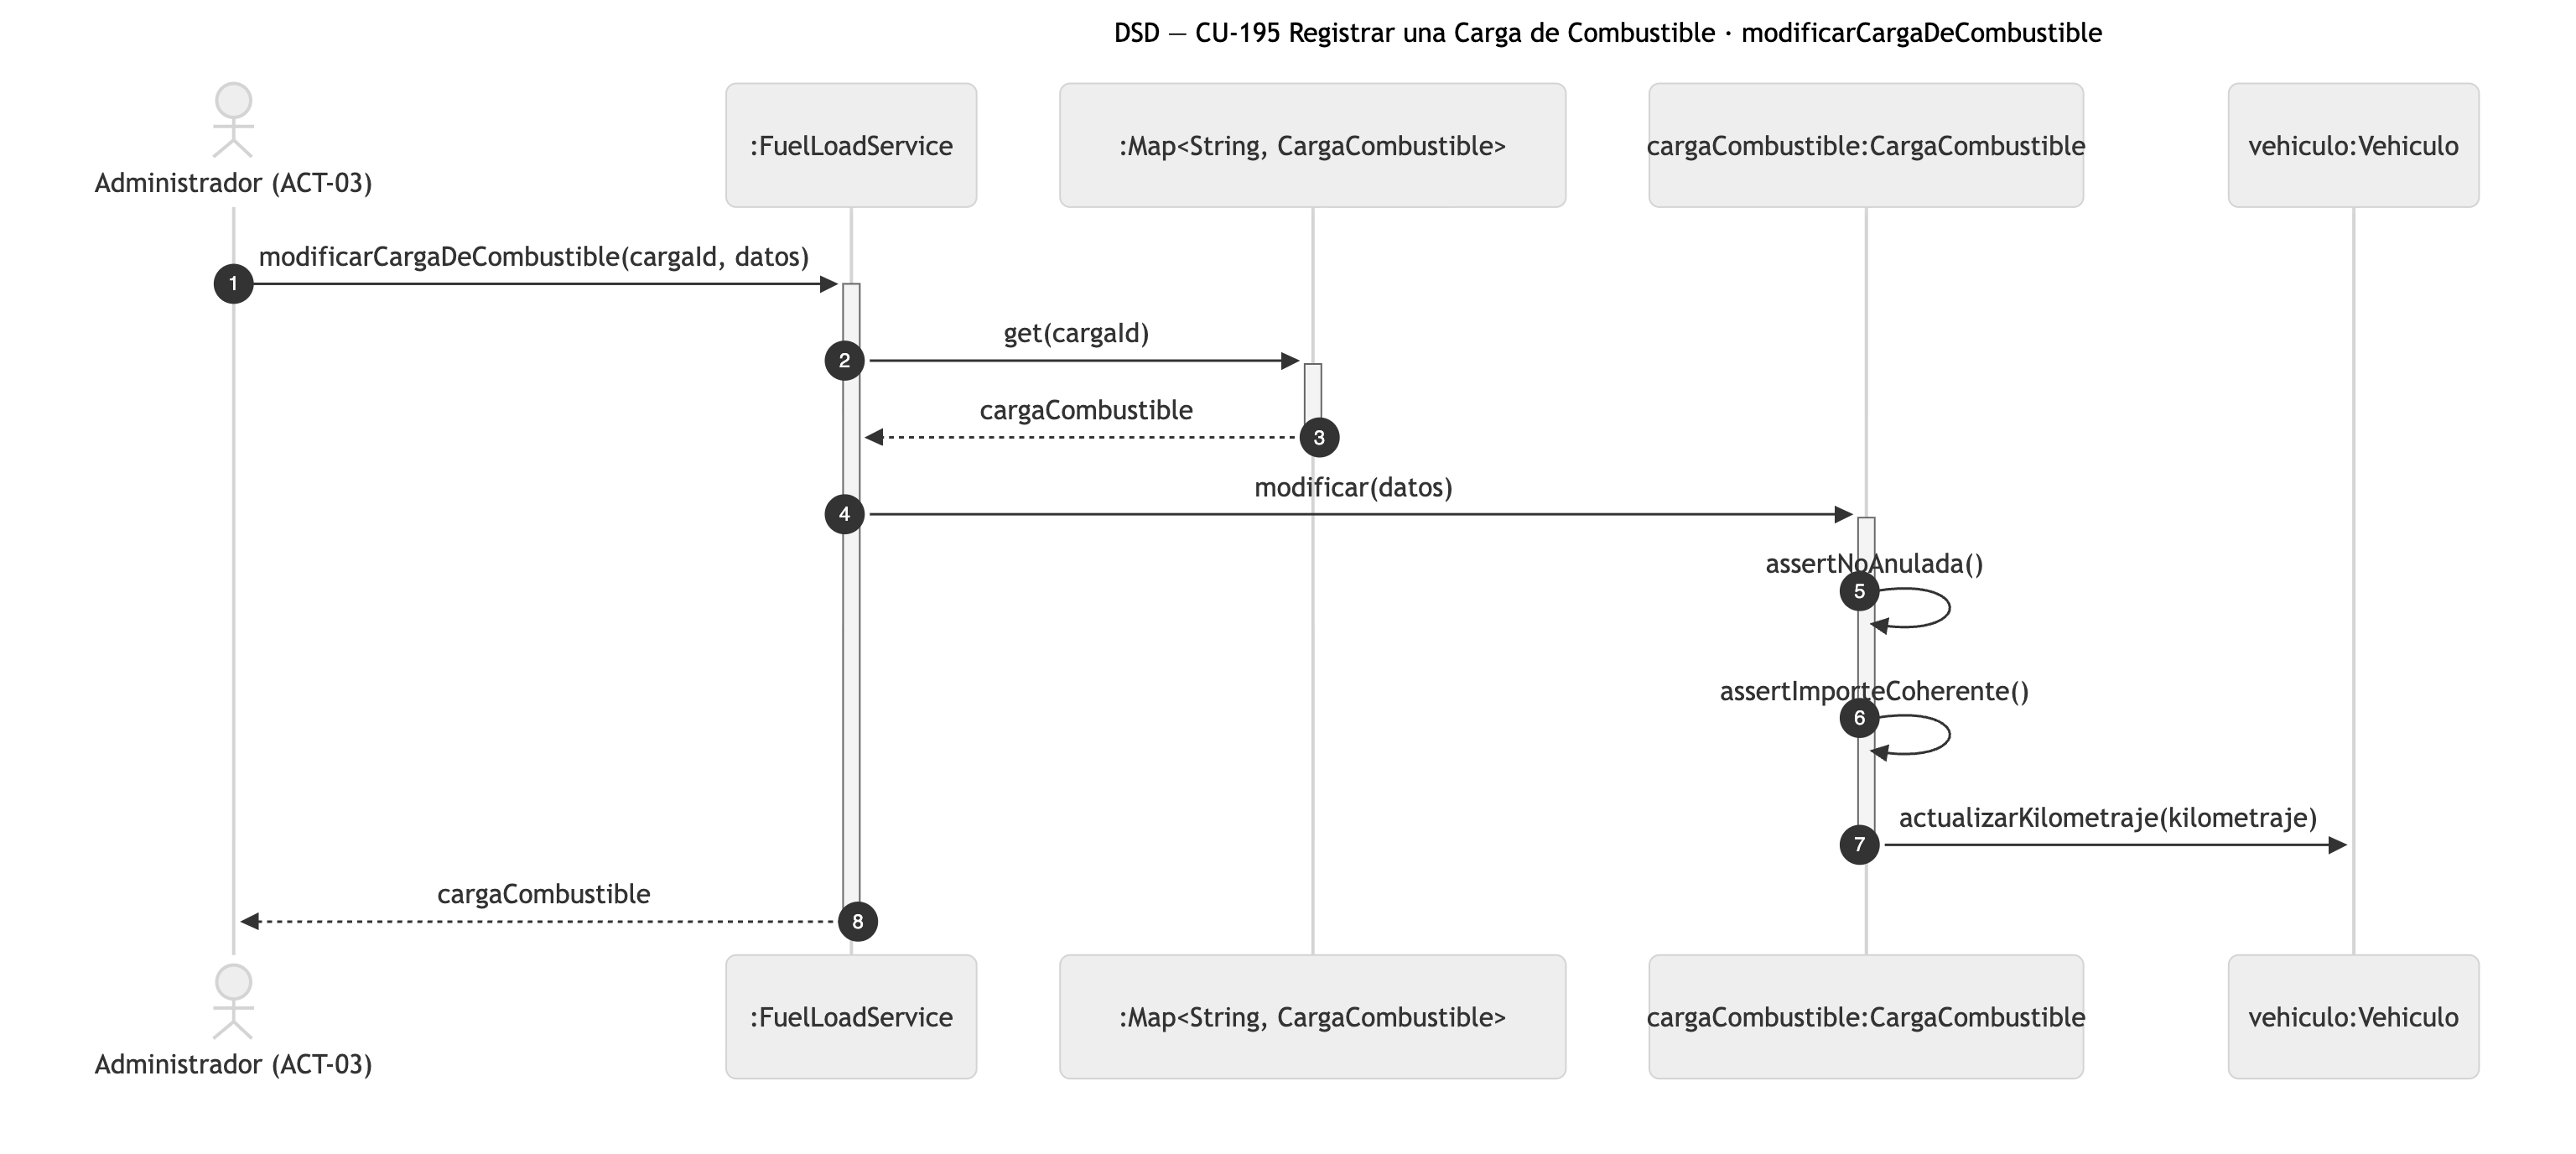 DSD — CU-195 Registrar una Carga de Combustible · modificarCargaDeCombustible
Administrador (ACT-03)
:FuelLoadService
:Map<String, CargaCombustible>
cargaCombustible:CargaCombustible
vehiculo:Vehiculo
modificarCargaDeCombustible(cargaId, datos)
1
get(cargaId)
2
cargaCombustible
3
modificar(datos)
4
assertNoAnulada()
5
assertImporteCoherente()
6
actualizarKilometraje(kilometraje)
7
cargaCombustible
8
Administrador (ACT-03)
:FuelLoadService
:Map<String, CargaCombustible>
cargaCombustible:CargaCombustible
vehiculo:Vehiculo